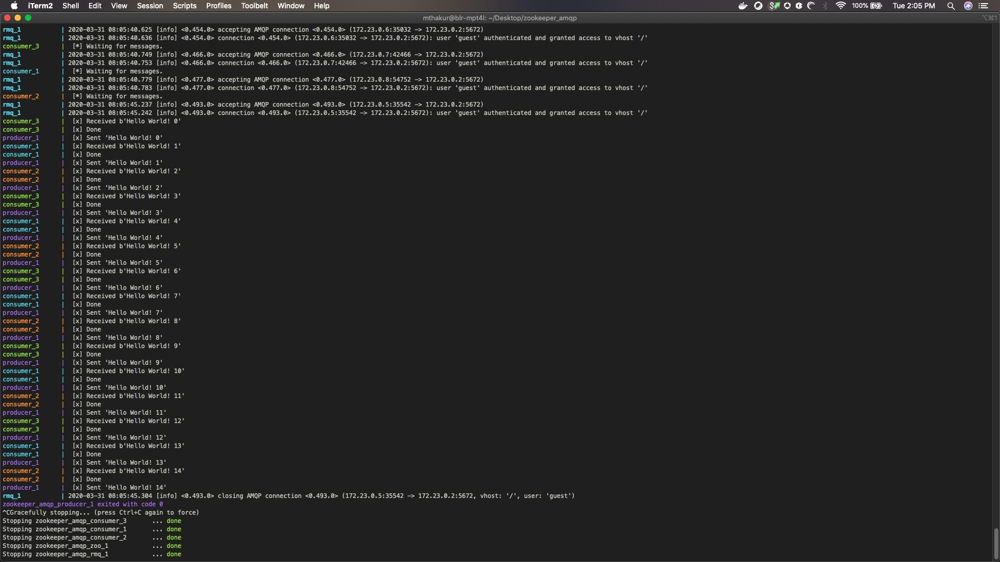 iTerm2 Shell Edit View Session Scripts Profiles Toolbelt Window Help 100% Tue 2:05 PM
mthakur@blr-mpt4l: ~/Desktop/zookeeper_amqp ⌥⌘1
rmq_1 | 2020-03-31 08:05:40.625 [info] <0.454.0> accepting AMQP connection <0.454.0> (172.23.0.6:35032 -> 172.23.0.2:5672)
rmq_1 | 2020-03-31 08:05:40.636 [info] <0.454.0> connection <0.454.0> (172.23.0.6:35032 -> 172.23.0.2:5672): user 'guest' authenticated and granted access to vhost '/'
consumer_3 | [*] Waiting for messages.
rmq_1 | 2020-03-31 08:05:40.749 [info] <0.466.0> accepting AMQP connection <0.466.0> (172.23.0.7:42466 -> 172.23.0.2:5672)
rmq_1 | 2020-03-31 08:05:40.753 [info] <0.466.0> connection <0.466.0> (172.23.0.7:42466 -> 172.23.0.2:5672): user 'guest' authenticated and granted access to vhost '/'
consumer_1 | [*] Waiting for messages.
rmq_1 | 2020-03-31 08:05:40.779 [info] <0.477.0> accepting AMQP connection <0.477.0> (172.23.0.8:54752 -> 172.23.0.2:5672)
rmq_1 | 2020-03-31 08:05:40.783 [info] <0.477.0> connection <0.477.0> (172.23.0.8:54752 -> 172.23.0.2:5672): user 'guest' authenticated and granted access to vhost '/'
consumer_2 | [*] Waiting for messages.
rmq_1 | 2020-03-31 08:05:45.237 [info] <0.493.0> accepting AMQP connection <0.493.0> (172.23.0.5:35542 -> 172.23.0.2:5672)
rmq_1 | 2020-03-31 08:05:45.242 [info] <0.493.0> connection <0.493.0> (172.23.0.5:35542 -> 172.23.0.2:5672): user 'guest' authenticated and granted access to vhost '/'
consumer_3 | [x] Received b'Hello World! 0'
consumer_3 | [x] Done
producer_1 | [x] Sent 'Hello World! 0'
consumer_1 | [x] Received b'Hello World! 1'
consumer_1 | [x] Done
producer_1 | [x] Sent 'Hello World! 1'
consumer_2 | [x] Received b'Hello World! 2'
consumer_2 | [x] Done
producer_1 | [x] Sent 'Hello World! 2'
consumer_3 | [x] Received b'Hello World! 3'
consumer_3 | [x] Done
producer_1 | [x] Sent 'Hello World! 3'
consumer_1 | [x] Received b'Hello World! 4'
consumer_1 | [x] Done
producer_1 | [x] Sent 'Hello World! 4'
consumer_2 | [x] Received b'Hello World! 5'
consumer_2 | [x] Done
producer_1 | [x] Sent 'Hello World! 5'
consumer_3 | [x] Received b'Hello World! 6'
consumer_3 | [x] Done
producer_1 | [x] Sent 'Hello World! 6'
consumer_1 | [x] Received b'Hello World! 7'
consumer_1 | [x] Done
producer_1 | [x] Sent 'Hello World! 7'
consumer_2 | [x] Received b'Hello World! 8'
consumer_2 | [x] Done
producer_1 | [x] Sent 'Hello World! 8'
consumer_3 | [x] Received b'Hello World! 9'
consumer_3 | [x] Done
producer_1 | [x] Sent 'Hello World! 9'
consumer_1 | [x] Received b'Hello World! 10'
consumer_1 | [x] Done
producer_1 | [x] Sent 'Hello World! 10'
consumer_2 | [x] Received b'Hello World! 11'
consumer_2 | [x] Done
producer_1 | [x] Sent 'Hello World! 11'
consumer_3 | [x] Received b'Hello World! 12'
consumer_3 | [x] Done
producer_1 | [x] Sent 'Hello World! 12'
consumer_1 | [x] Received b'Hello World! 13'
consumer_1 | [x] Done
producer_1 | [x] Sent 'Hello World! 13'
consumer_2 | [x] Received b'Hello World! 14'
consumer_2 | [x] Done
producer_1 | [x] Sent 'Hello World! 14'
rmq_1 | 2020-03-31 08:05:45.304 [info] <0.493.0> closing AMQP connection <0.493.0> (172.23.0.5:35542 -> 172.23.0.2:5672, vhost: '/', user: 'guest')
zookeeper_amqp_producer_1 exited with code 0
^CGracefully stopping... (press Ctrl+C again to force)
Stopping zookeeper_amqp_consumer_3 ... done
Stopping zookeeper_amqp_consumer_1 ... done
Stopping zookeeper_amqp_consumer_2 ... done
Stopping zookeeper_amqp_zoo_1 ... done
Stopping zookeeper_amqp_rmq_1 ... done